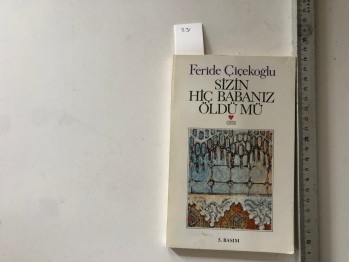 Feride Çiçekoğlu
SİZİN
HİÇ BABANIZ
ÖLDÜ MÜ
5. BASIM